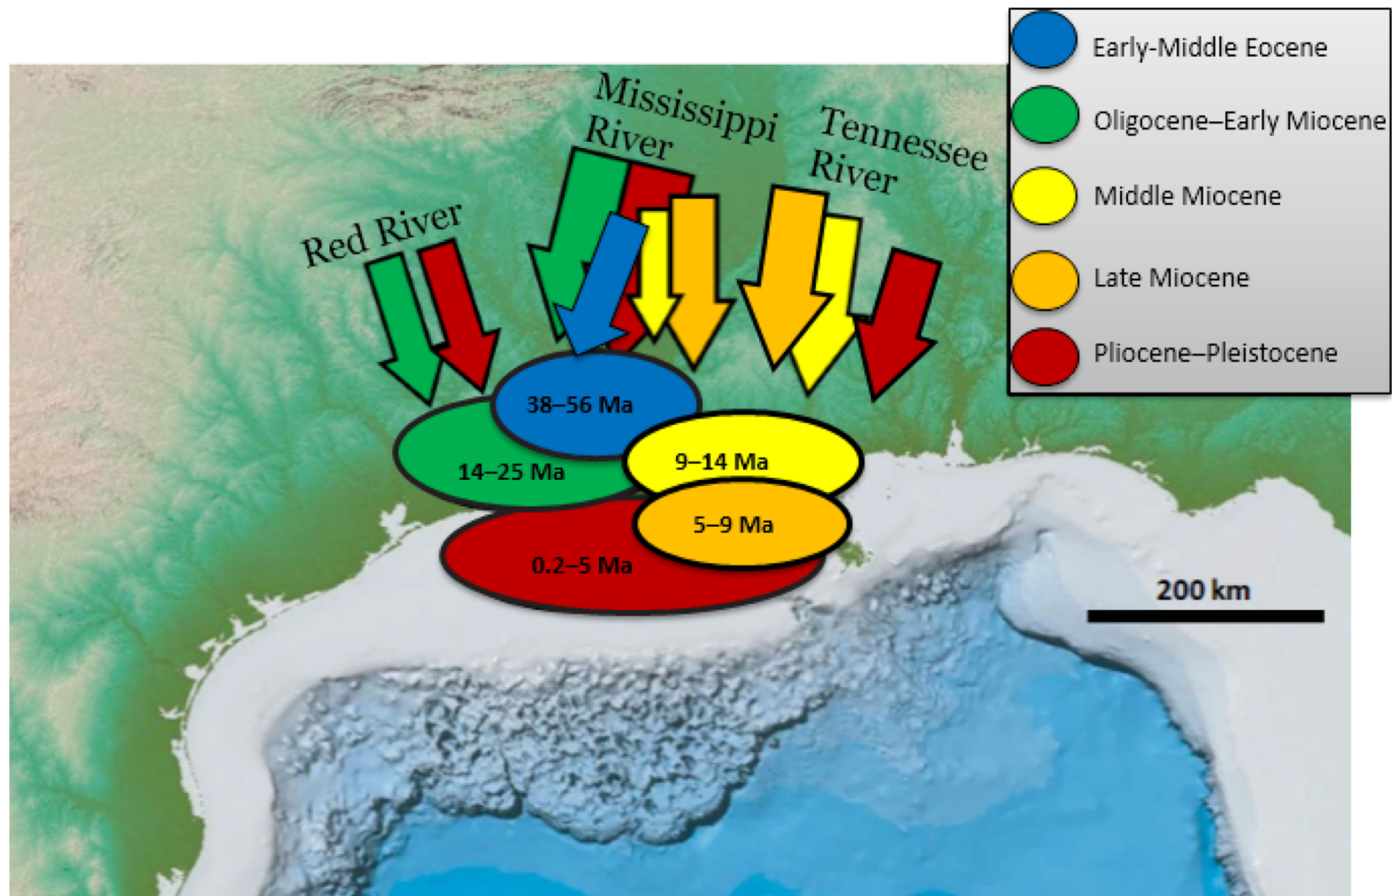 Early-Middle Eocene
Oligocene–Early Miocene
Middle Miocene
Late Miocene
Pliocene–Pleistocene
Mississippi
River
Tennessee
River
Red River
38–56 Ma
14–25 Ma
9–14 Ma
5–9 Ma
0.2–5 Ma
200 km